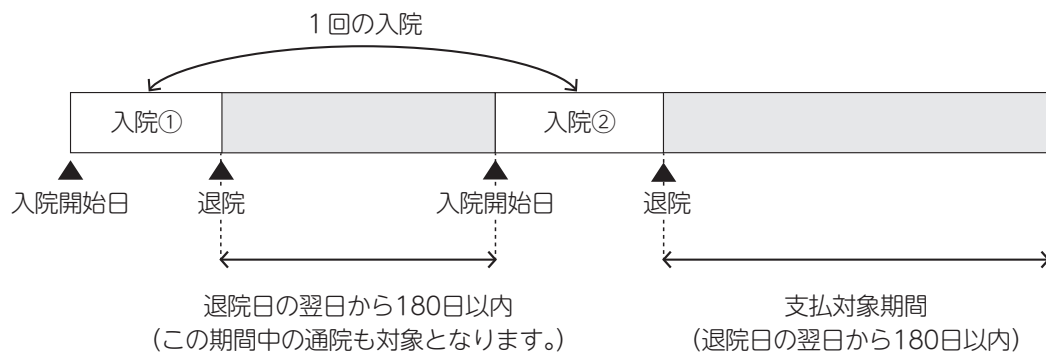 1回の入院
入院①
入院②
入院開始日
退院
入院開始日
退院
退院日の翌日から180日以内
(この期間中の通院も対象となります。)
支払対象期間
(退院日の翌日から180日以内)